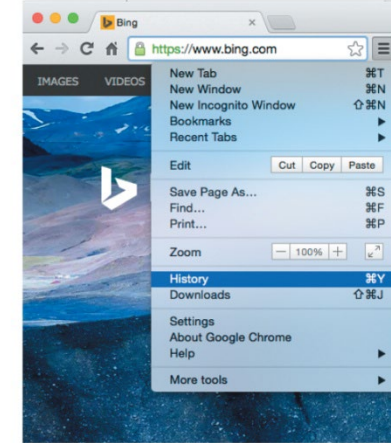 Bing
https://www.bing.com
IMAGES VIDEOS
New Tab ⌘T
New Window ⌘N
New Incognito Window ⇧⌘N
Bookmarks
Recent Tabs
Edit Cut Copy Paste
Save Page As... ⌘S
Find... ⌘F
Print... ⌘P
Zoom − 100% +
History ⌘Y
Downloads ⇧⌘J
Settings
About Google Chrome
Help
More tools